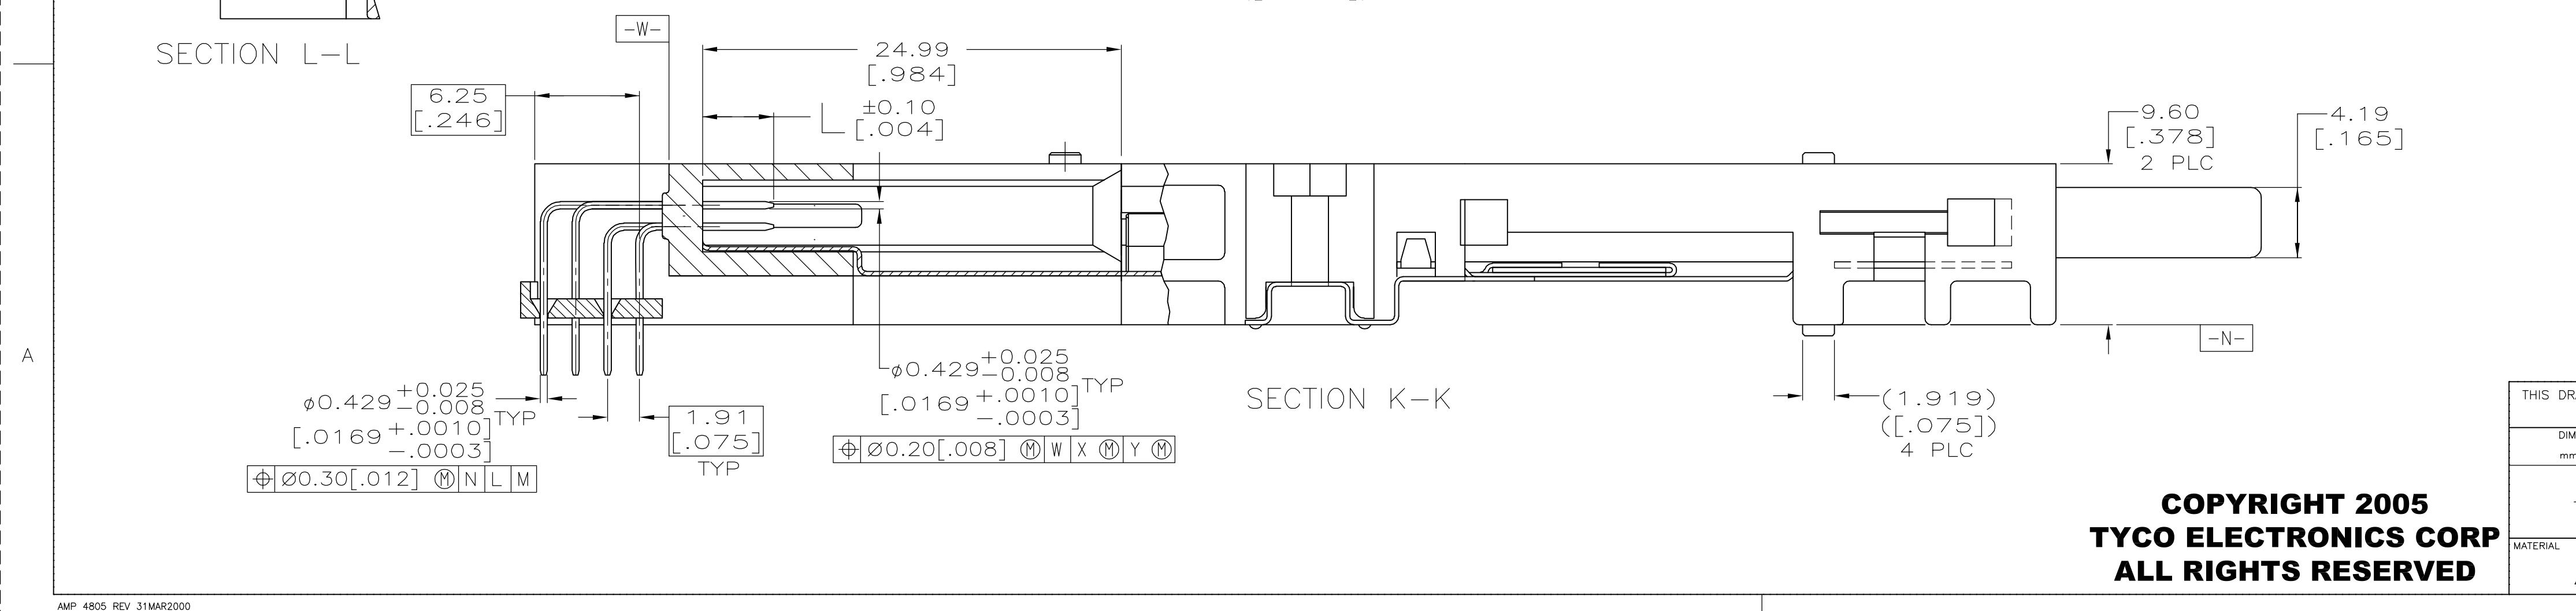 SECTION L-L
-W-
24.99
[.984]
6.25
[.246]
L ±0.10
[.004]
9.60
[.378]
2 PLC
4.19
[.165]
A
-N-
ø0.429 +0.025
-0.008
[.0169 +.0010]
-.0003] TYP
⌖ Ø0.30[.012] Ⓜ N L M
1.91
[.075]
TYP
ø0.429 +0.025
-0.008
[.0169 +.0010]
-.0003] TYP
⌖ Ø0.20[.008] Ⓜ W X Ⓜ Y Ⓜ
SECTION K-K
(1.919)
([.075])
4 PLC
THIS
MATERIAL
COPYRIGHT 2005
TYCO ELECTRONICS CORP
ALL RIGHTS RESERVED
AMP 4805 REV 31MAR2000